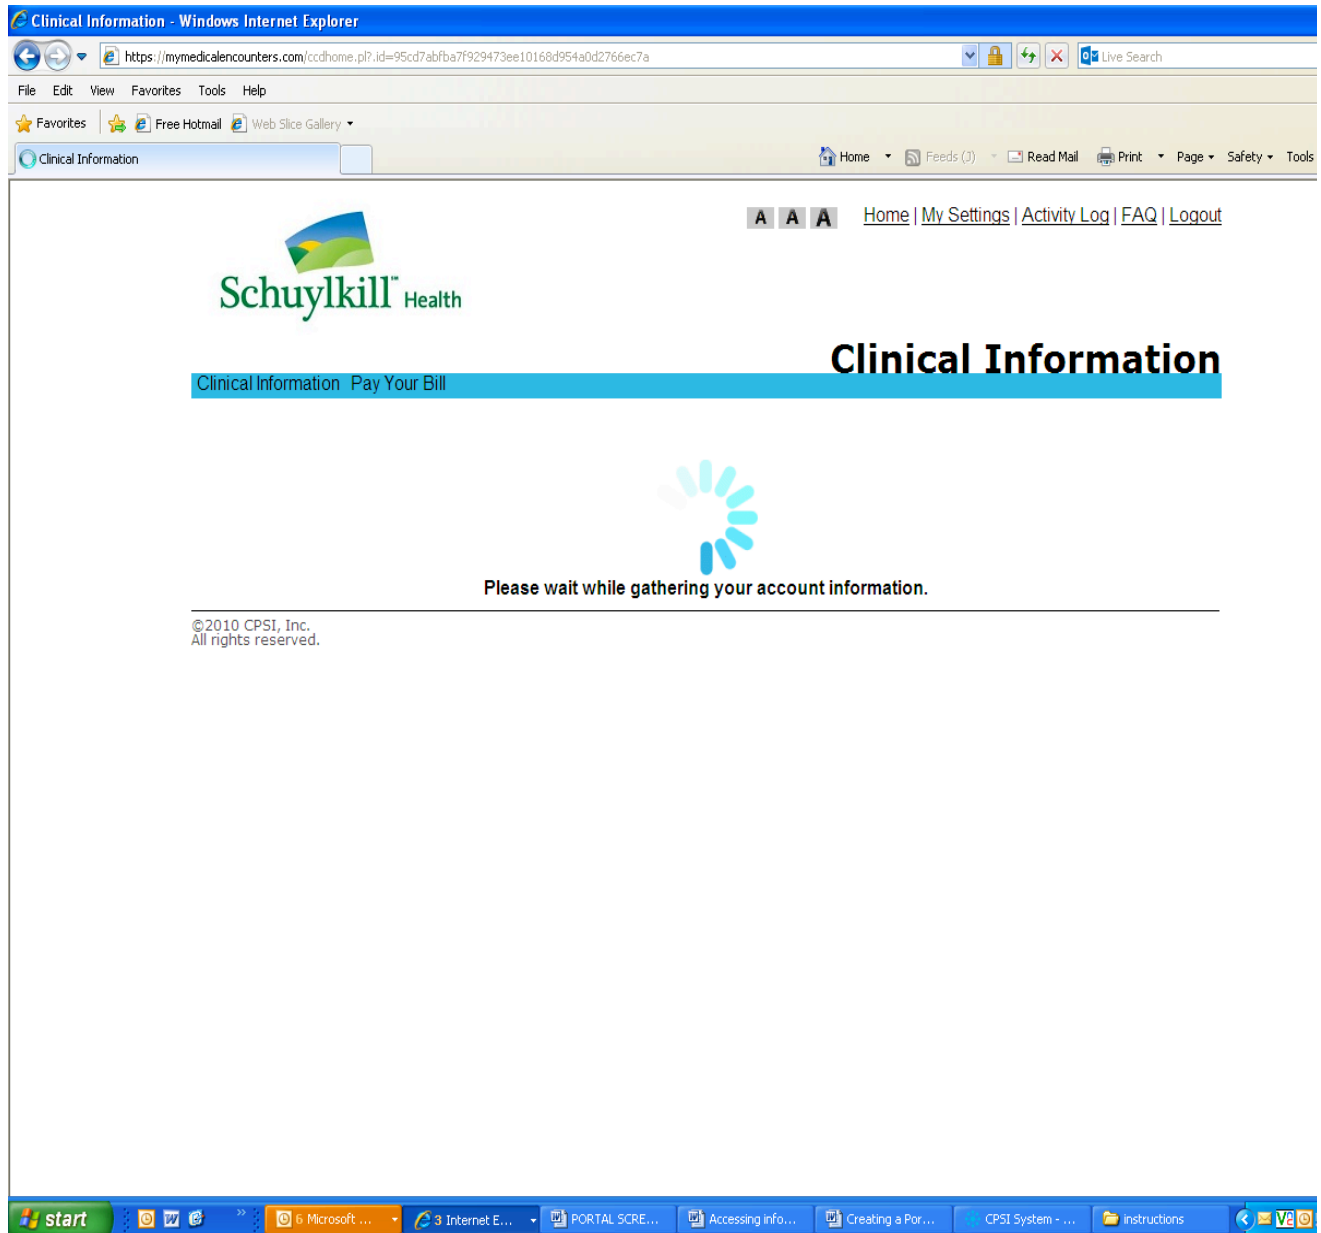 Clinical Information - Windows Internet Explorer
https://mymedicalencounters.com/ccdhome.pl?.id=95cd7abfba7f929473ee10168d954a0d2766ec7a
Live Search
File Edit View Favorites Tools Help
Favorites Free Hotmail Web Slice Gallery
Clinical Information
Home Feeds (J) Read Mail Print Page Safety Tools
A A A Home | My Settings | Activity Log | FAQ | Logout
Schuylkill™ Health
Clinical Information
Clinical Information Pay Your Bill
Please wait while gathering your account information.
©2010 CPSI, Inc.
All rights reserved.
start 6 Microsoft ... 3 Internet E... PORTAL SCRE... Accessing info... Creating a Por... CPSI System - ... instructions